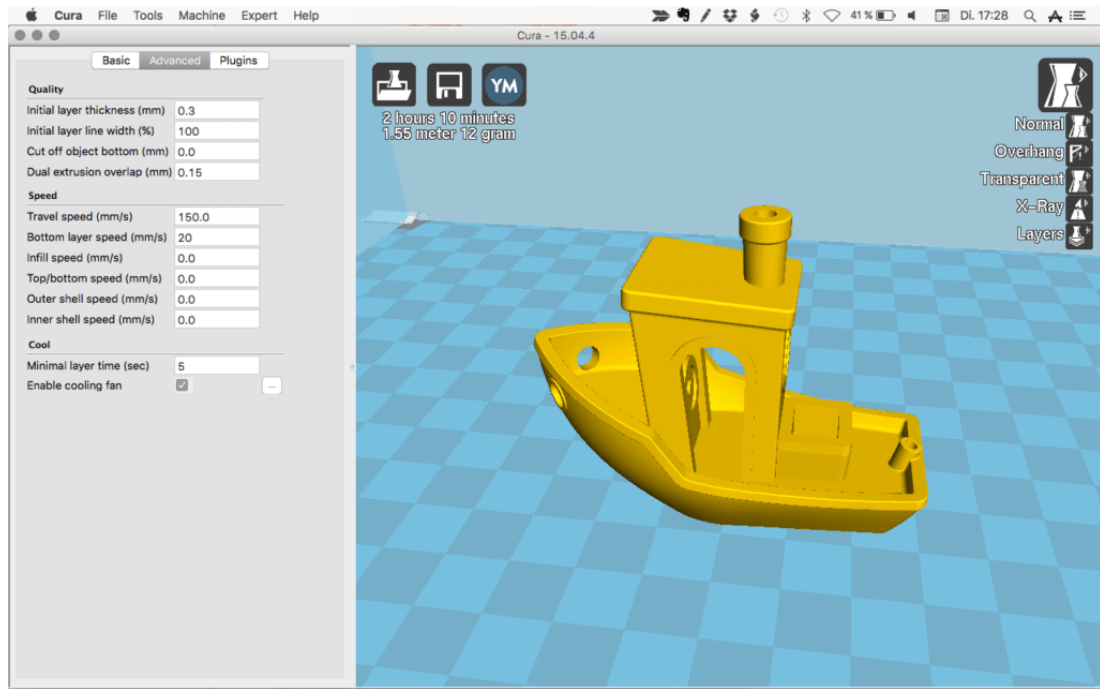 Cura File Tools Machine Expert Help 41 % Di. 17:28
Cura - 15.04.4
Basic Advanced Plugins
Quality
Initial layer thickness (mm) 0.3
Initial layer line width (%) 100
Cut off object bottom (mm) 0.0
Dual extrusion overlap (mm) 0.15
Speed
Travel speed (mm/s) 150.0
Bottom layer speed (mm/s) 20
Infill speed (mm/s) 0.0
Top/bottom speed (mm/s) 0.0
Outer shell speed (mm/s) 0.0
Inner shell speed (mm/s) 0.0
Cool
Minimal layer time (sec) 5
Enable cooling fan ...
YM
2 hours 10 minutes
1.55 meter 12 gram
Normal
Overhang
Transparent
X-Ray
Layers